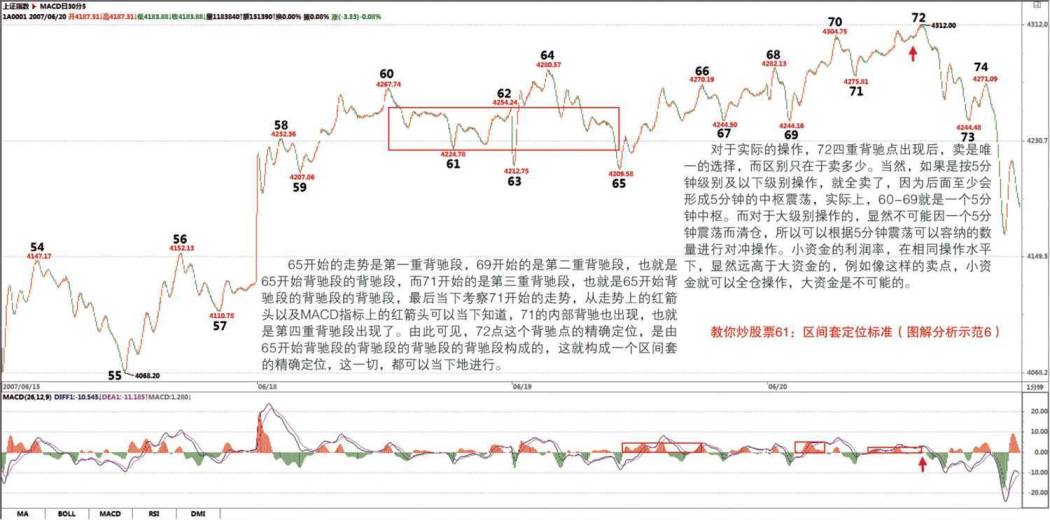 上证指数 ▶ MACD日30分5
1A0001 2007/06/20 开4187.31↓高4187.31↓低4183.88↓收4183.88↓量1183840↑额151390↑换0.00% 振0.08% 涨(-3.33)-0.08%
4312.0
70
4304.75
72
4312.00
68
4282.13
71
4275.81
74
4271.09
73
4244.48
64
4280.57
66
4270.19
67
4244.50
69
4244.16
60
4267.74
62
4254.24
61
4224.78
63
4212.75
65
4209.58
58
4232.36
59
4207.06
4230.7
54
4147.17
56
4152.13
57
4110.78
55
4068.20
4149.5
4068.2
对于实际的操作，72四重背驰点出现后，卖是唯
一的选择，而区别只在于卖多少。当然，如果是按5分
钟级别及以下级别操作，就全卖了，因为后面至少会
形成5分钟的中枢震荡，实际上，60-69就是一个5分
钟中枢。而对于大级别操作的，显然不可能因一个5分
钟震荡而清仓，所以可以根据5分钟震荡可以容纳的数
量进行对冲操作。小资金的利润率，在相同操作水平
下，显然远高于大资金的，例如像这样的卖点，小资
金就可以全仓操作，大资金是不可能的。
65开始的走势是第一重背驰段，69开始的是第二重背驰段，也就是
65开始背驰段的背驰段，而71开始的是第三重背驰段，也就是65开始背
驰段的背驰段的背驰段，最后当下考察71开始的走势，从走势上的红箭
头以及MACD指标上的红箭头可以当下知道，71的内部背驰也出现，也就
是第四重背驰段出现了。由此可见，72点这个背驰点的精确定位，是由
65开始背驰段的背驰段的背驰段的背驰段构成的，这就构成一个区间套
的精确定位，这一切，都可以当下地进行。
教你炒股票61：区间套定位标准（图解分析示范6）
2007/06/15
06/18
06/19
06/20
1分钟
MACD(26,12,9) DIFF1:-10.545↓DEA1:-11.185↑MACD:1.280↓
20.00
10.00
0.00
-10.00
-20.00
MA BOLL MACD RSI DMI